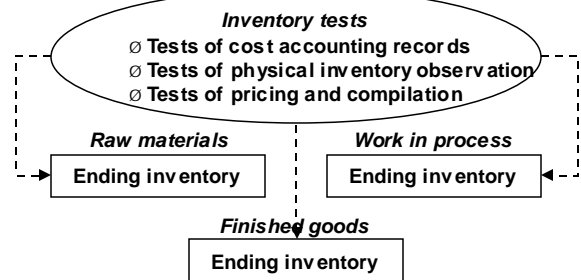 Inventory tests
Ø Tests of cost accounting records
Ø Tests of physical inventory observation
Ø Tests of pricing and compilation
Raw materials
Work in process
Ending inventory
Ending inventory
Finished goods
Ending inventory